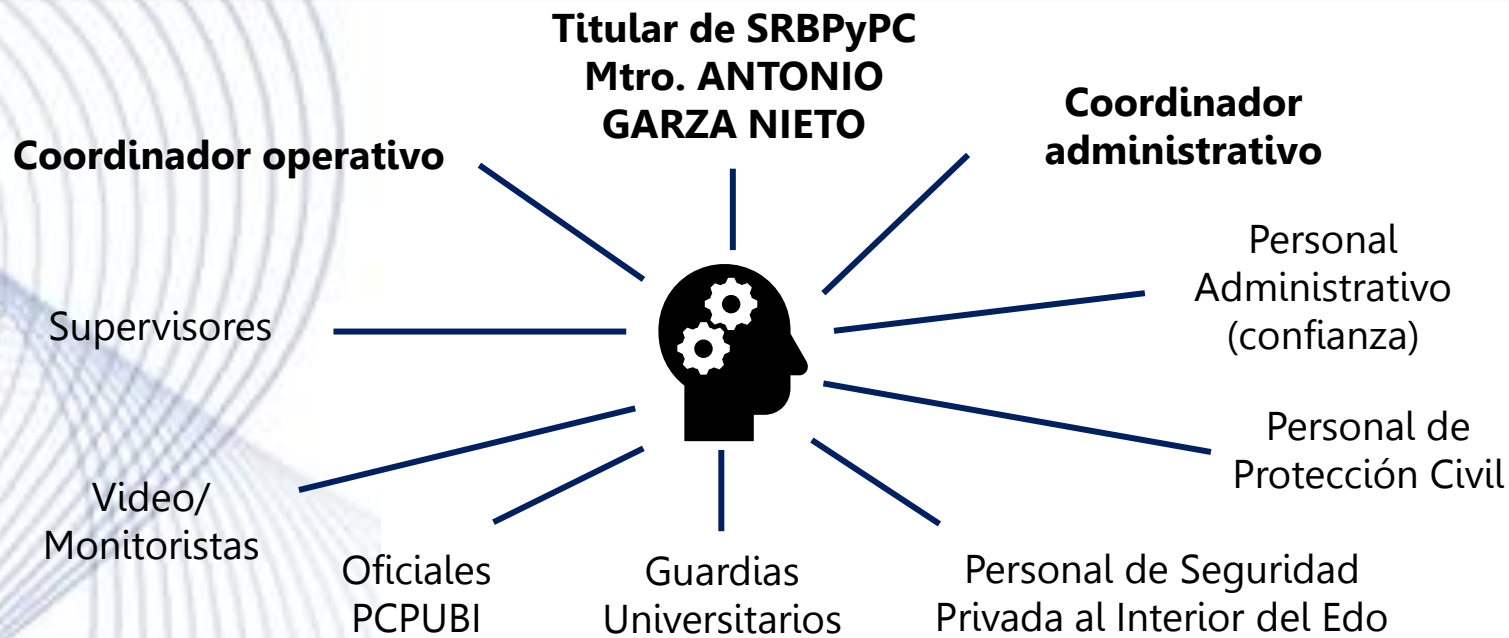 Titular de SRBPyPC
Mtro. ANTONIO
GARZA NIETO
Coordinador operativo
Coordinador
administrativo
Supervisores
Personal
Administrativo
(confianza)
Video/
Monitoristas
Personal de
Protección Civil
Oficiales
PCPUBI
Guardias
Universitarios
Personal de Seguridad
Privada al Interior del Edo